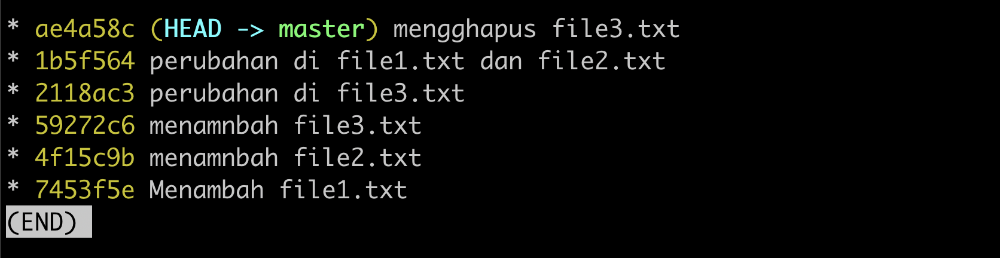 * ae4a58c (HEAD -> master) mengghapus file3.txt
* 1b5f564 perubahan di file1.txt dan file2.txt
* 2118ac3 perubahan di file3.txt
* 59272c6 menamnbah file3.txt
* 4f15c9b menamnbah file2.txt
* 7453f5e Menambah file1.txt
(END)